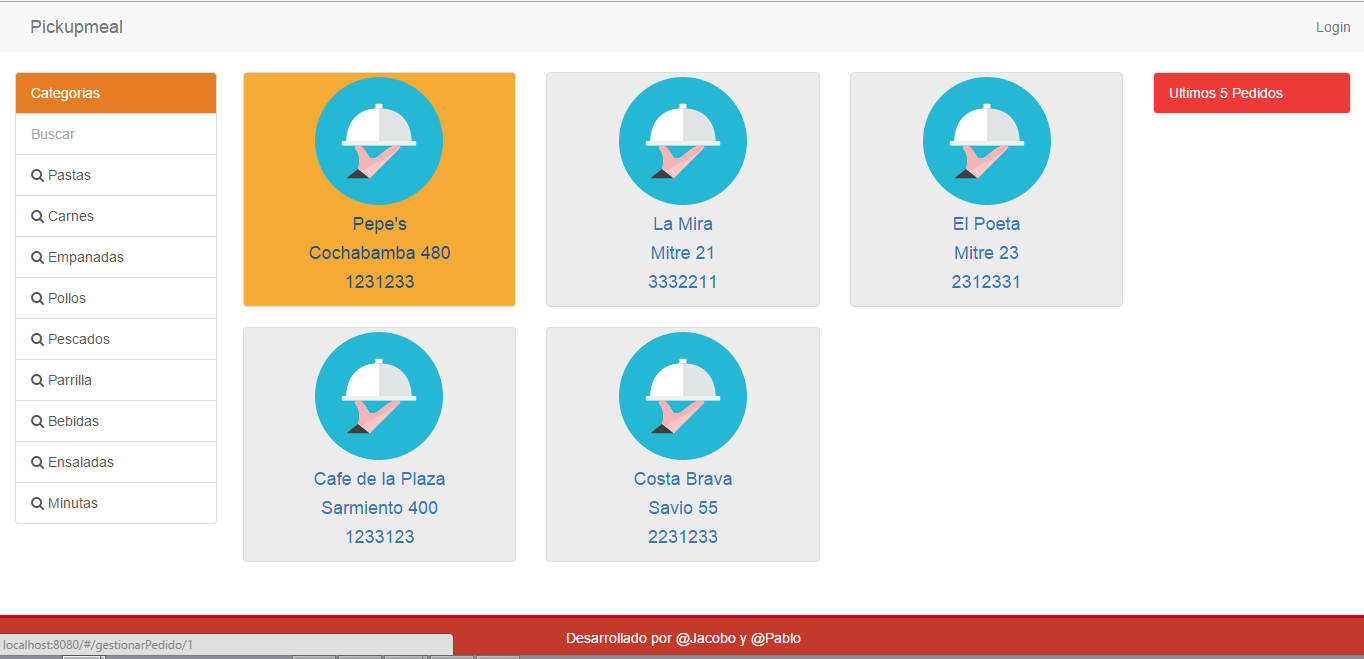 Pickupmeal
Login
Categorias
Buscar
Pastas
Carnes
Empanadas
Pollos
Pescados
Parrilla
Bebidas
Ensaladas
Minutas
Pepe's
Cochabamba 480
1231233
La Mira
Mitre 21
3332211
El Poeta
Mitre 23
2312331
Cafe de la Plaza
Sarmiento 400
1233123
Costa Brava
Savio 55
2231233
Ultimos 5 Pedidos
Desarrollado por @Jacobo y @Pablo
localhost:8080/#/gestionarPedido/1